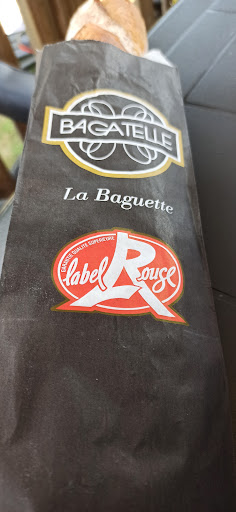 BAGATELLE
La Baguette
GARANTIE QUALITÉ SUPÉRIEURE
label Rouge